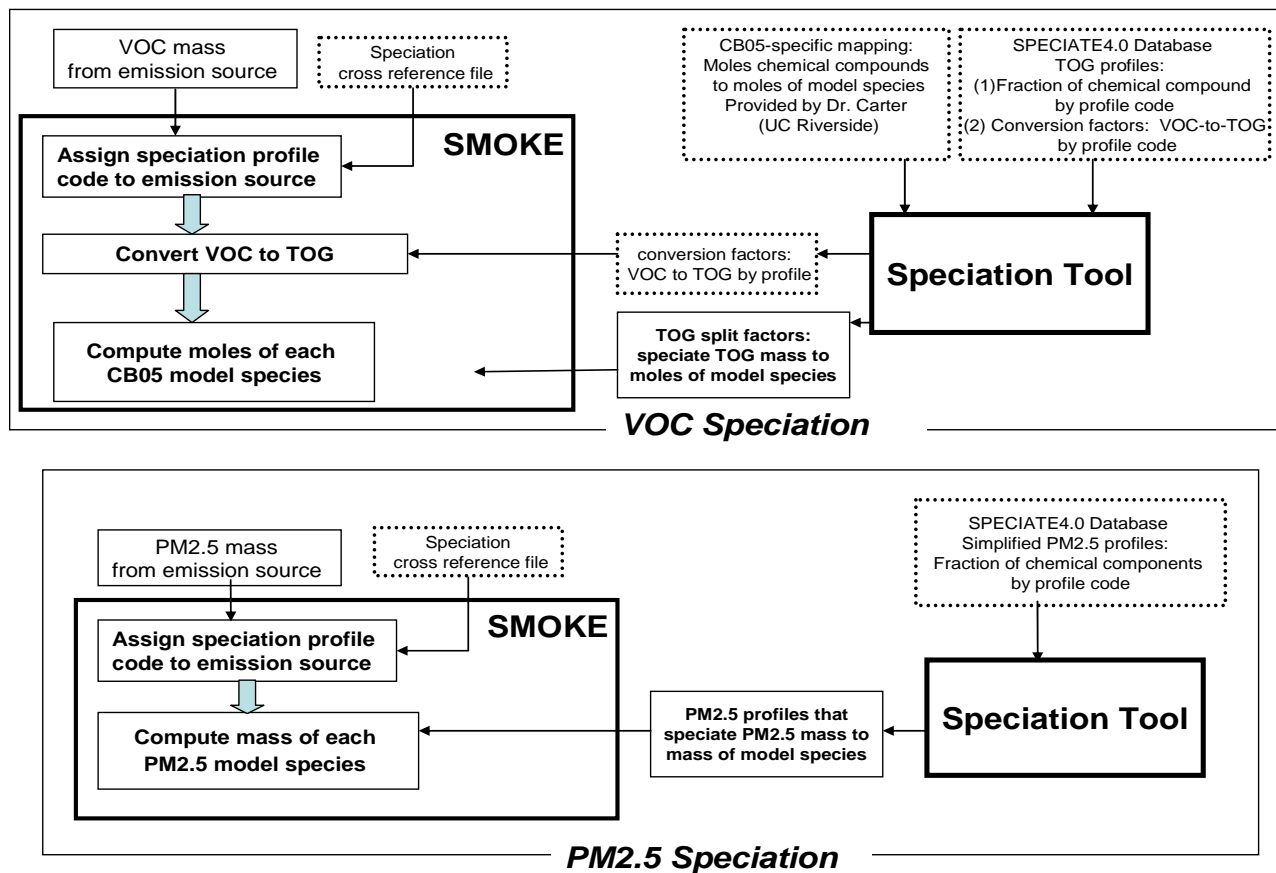 VOC mass
from emission source
Speciation
cross reference file
CB05-specific mapping:
Moles chemical compounds
to moles of model species
Provided by Dr. Carter
(UC Riverside)
SPECIATE4.0 Database
TOG profiles:
(1)Fraction of chemical compound
by profile code
(2) Conversion factors: VOC-to-TOG
by profile code
SMOKE
Assign speciation profile
code to emission source
Convert VOC to TOG
conversion factors:
VOC to TOG by profile
Speciation Tool
Compute moles of each
CB05 model species
TOG split factors:
speciate TOG mass to
moles of model species
VOC Speciation
PM2.5 mass
from emission source
Speciation
cross reference file
SPECIATE4.0 Database
Simplified PM2.5 profiles:
Fraction of chemical components
by profile code
SMOKE
Assign speciation profile
code to emission source
Compute mass of each
PM2.5 model species
PM2.5 profiles that
speciate PM2.5 mass to
mass of model species
Speciation Tool
PM2.5 Speciation